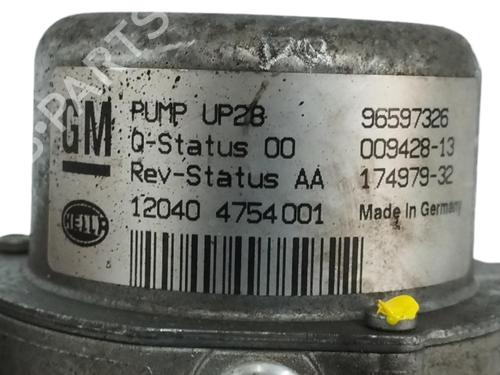 GM
PUMP UP28 96597326
Q-Status 00 009428-13
Rev-Status AA 174979-32
12040 4754001 Made in Germany
HELLA